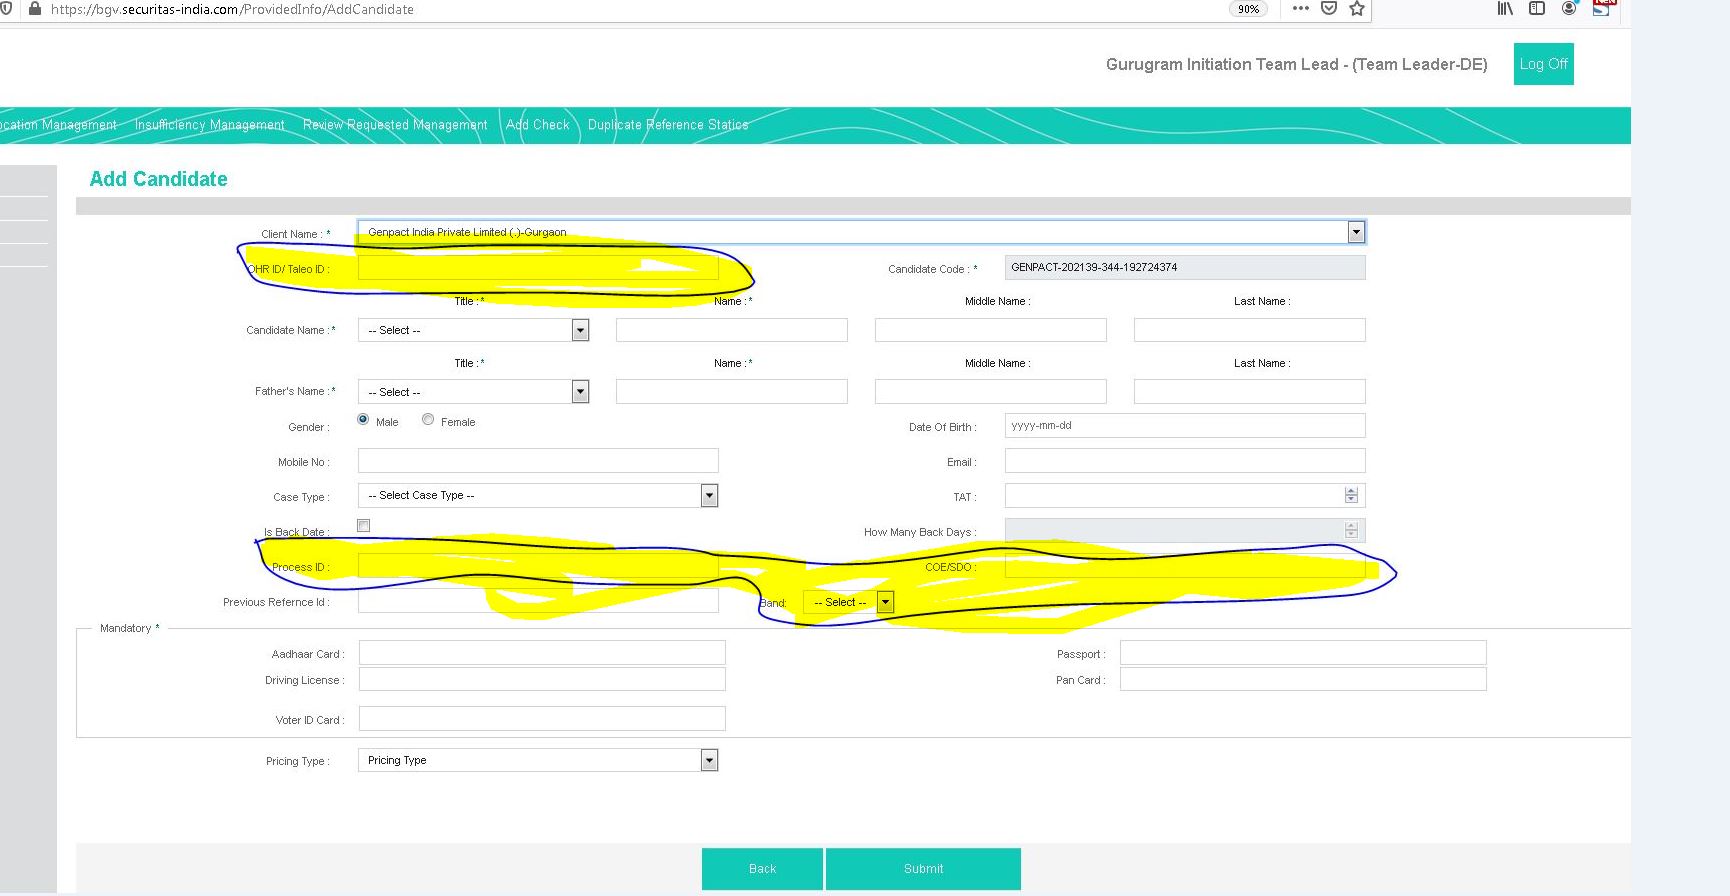 https://bgv.securitas-india.com/ProvidedInfo/AddCandidate 90%
Gurugram Initiation Team Lead - (Team Leader-DE) Log Off
Management Insufficiency Management Review Requested Management Add Check Duplicate Reference Statics
Add Candidate
Client Name : * Genpact India Private Limited (.)-Gurgaon
OHR ID/ Taleo ID : Candidate Code : * GENPACT-202139-344-192724374
Title :* Name :* Middle Name : Last Name :
Candidate Name :* -- Select --
Title :* Name :* Middle Name : Last Name :
Father's Name :* -- Select --
Gender : Male Female Date Of Birth : yyyy-mm-dd
Mobile No : Email :
Case Type : -- Select Case Type -- TAT :
Is Back Date : How Many Back Days :
Process ID : COE/SDO :
Previous Refernce Id : Band: -- Select --
Mandatory *
Aadhaar Card : Passport :
Driving License : Pan Card :
Voter ID Card :
Pricing Type : Pricing Type
Back Submit